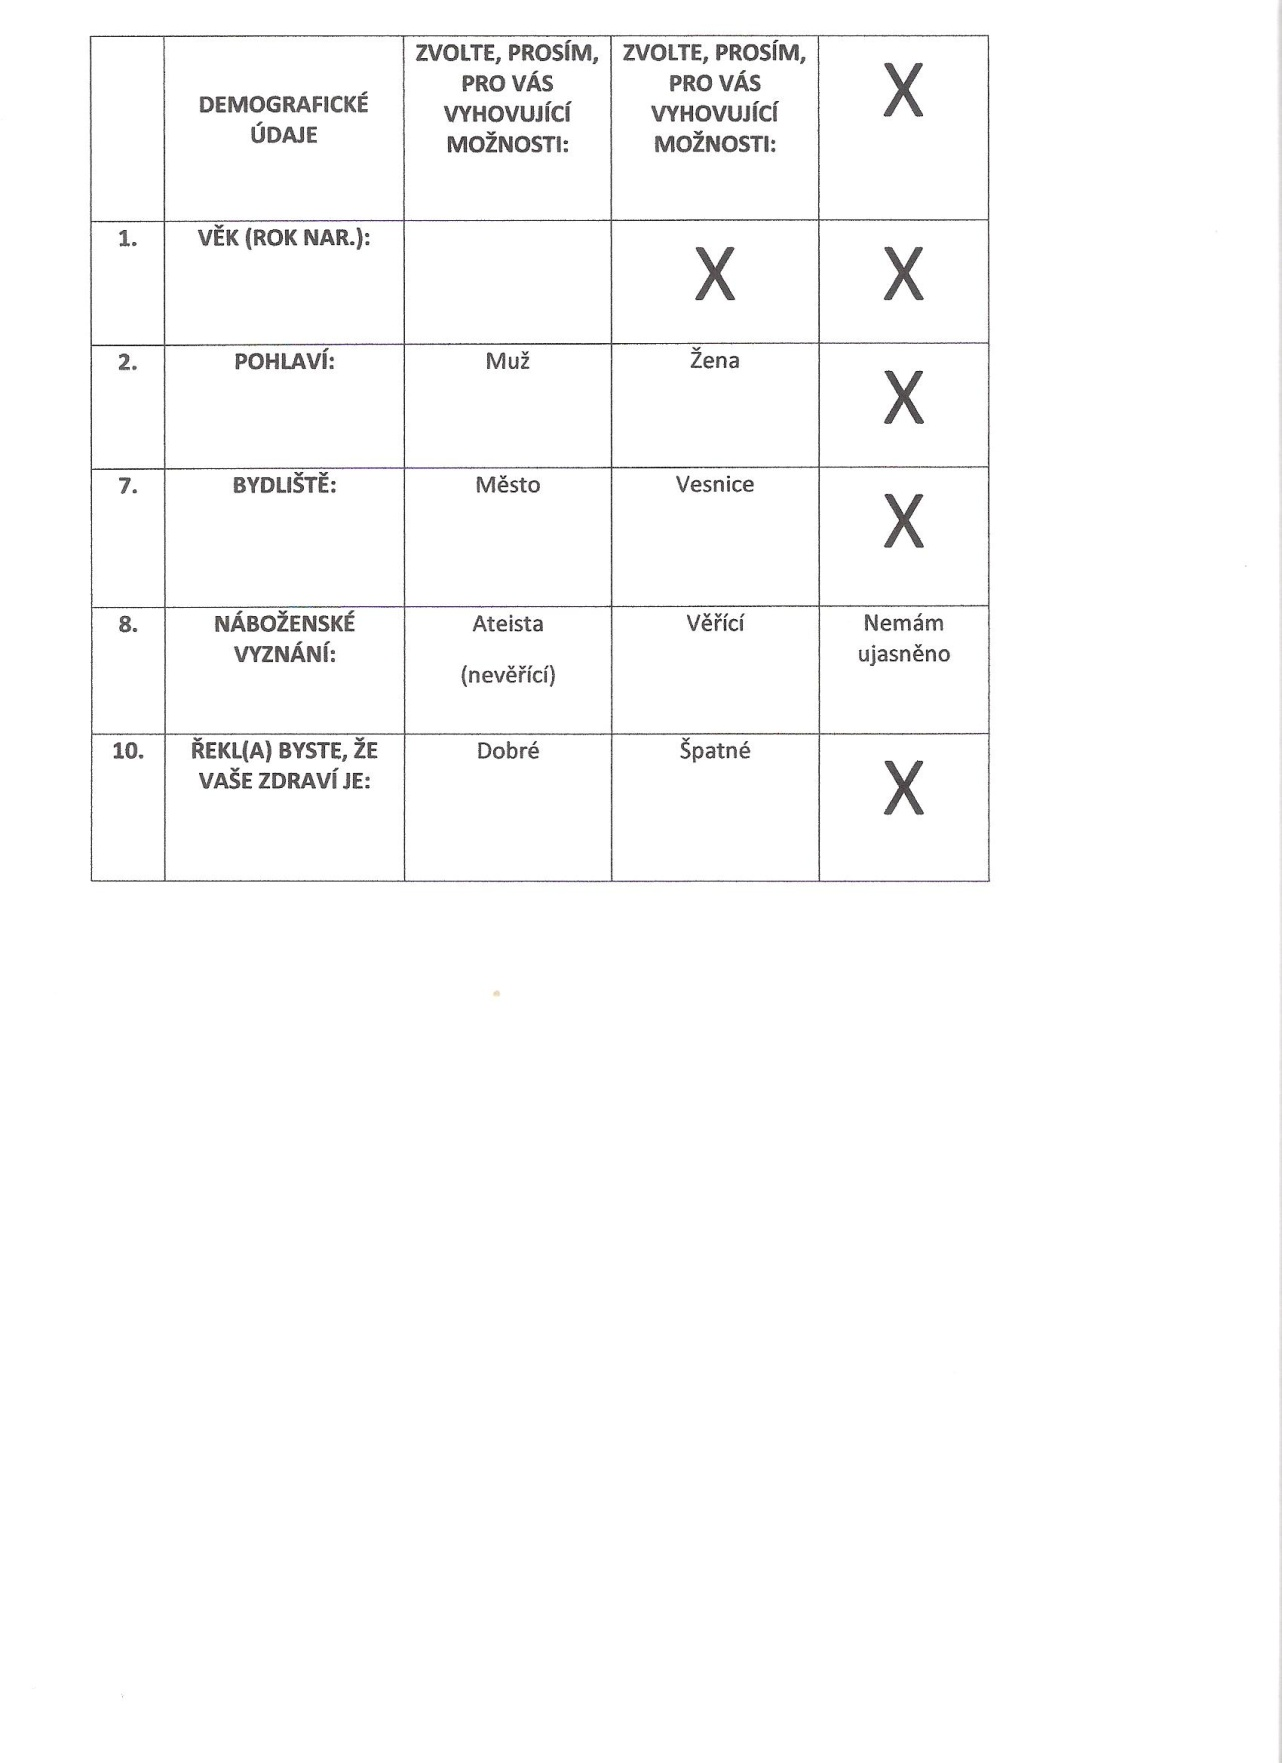 DEMOGRAFICKÉ
ÚDAJE
ZVOLTE, PROSÍM,
PRO VÁS
VYHOVUJÍCÍ
MOŽNOSTI:
ZVOLTE, PROSÍM,
PRO VÁS
VYHOVUJÍCÍ
MOŽNOSTI:
X
1.
VĚK (ROK NAR.):
X
X
2.
POHLAVÍ:
Muž
Žena
X
7.
BYDLIŠTĚ:
Město
Vesnice
X
8.
NÁBOŽENSKÉ
VYZNÁNÍ:
Ateista
(nevěřící)
Věřící
Nemám
ujasněno
10.
ŘEKL(A) BYSTE, ŽE
VAŠE ZDRAVÍ JE:
Dobré
Špatné
X